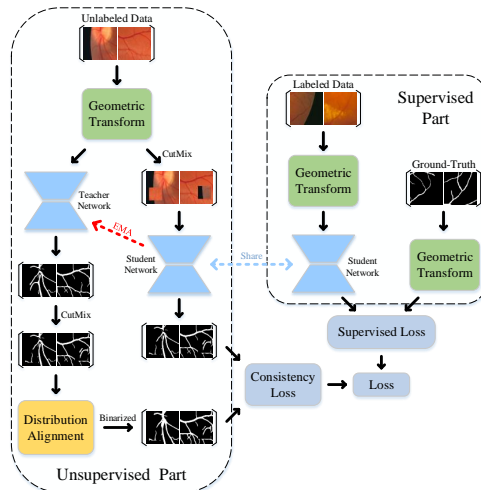 Unlabeled Data
Geometric
Transform
CutMix
Teacher
Network
EMA
Student
Network
CutMix
Distribution
Alignment
Binarized
Unsupervised Part
Labeled Data
Supervised
Part
Geometric
Transform
Ground-Truth
Share
Student
Network
Geometric
Transform
Supervised Loss
Consistency
Loss
Loss